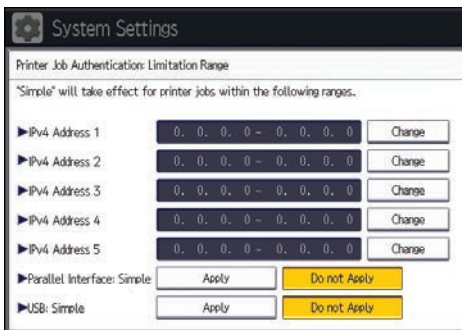 System Settings
Printer Job Authentication: Limitation Range
"Simple" will take effect for printer jobs within the following ranges.
▶IPv4 Address 1 0. 0. 0. 0 - 0. 0. 0. 0 Change
▶IPv4 Address 2 0. 0. 0. 0 - 0. 0. 0. 0 Change
▶IPv4 Address 3 0. 0. 0. 0 - 0. 0. 0. 0 Change
▶IPv4 Address 4 0. 0. 0. 0 - 0. 0. 0. 0 Change
▶IPv4 Address 5 0. 0. 0. 0 - 0. 0. 0. 0 Change
▶Parallel Interface: Simple Apply Do not Apply
▶USB: Simple Apply Do not Apply